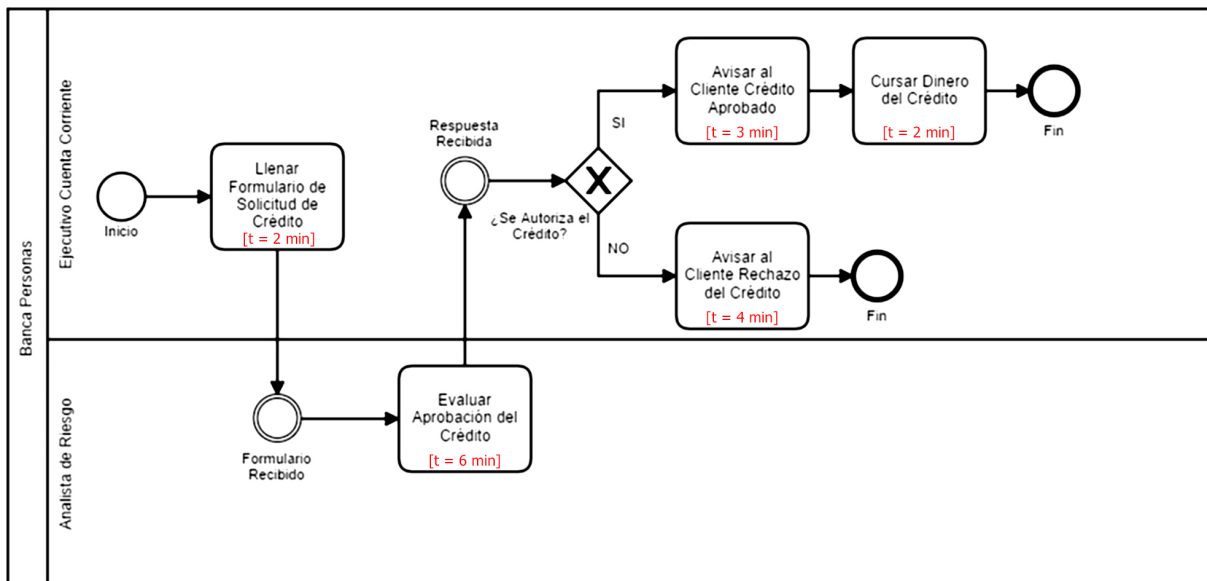 Banca Personas
Ejecutivo Cuenta Corriente
Inicio
Llenar
Formulario de
Solicitud de
Crédito
[t = 2 min]
Respuesta
Recibida
¿Se Autoriza el
Crédito?
SI
NO
Avisar al
Cliente Crédito
Aprobado
[t = 3 min]
Cursar Dinero
del Crédito
[t = 2 min]
Fin
Avisar al
Cliente Rechazo
del Crédito
[t = 4 min]
Fin
Analista de Riesgo
Formulario
Recibido
Evaluar
Aprobación del
Crédito
[t = 6 min]